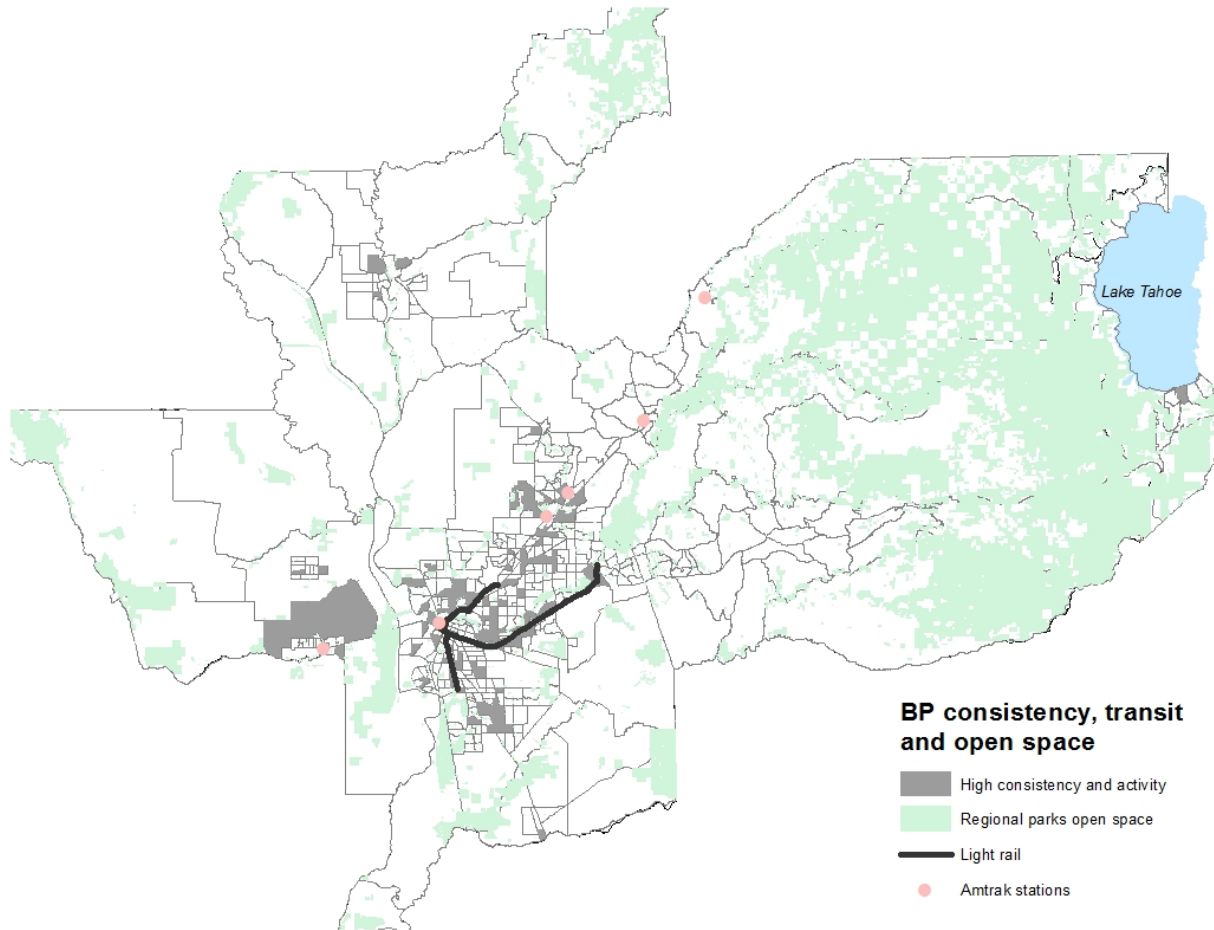 Lake Tahoe
BP consistency, transit
and open space
High consistency and activity
Regional parks open space
Light rail
Amtrak stations